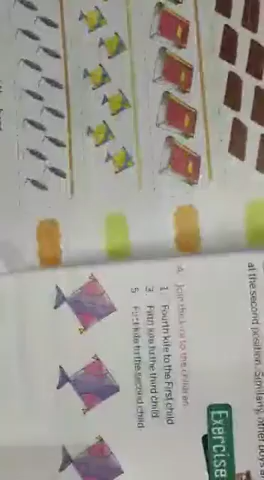 at the second position. Similarly, other
Exercise
A. Join the kite to the children.
1 Fourth kite to the First child
3 Fifth kite to the third child
5 First kite to the second child